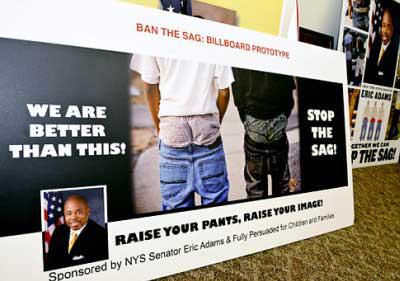 BAN THE SAG: BILLBOARD PROTOTYPE
WE ARE
BETTER
THAN THIS!
STOP
THE
SAG!
RAISE YOUR PANTS, RAISE YOUR IMAGE!
Sponsored by NYS Senator Eric Adams & Fully Persuaded for Children and Families
ERIC ADAMS
GETHER WE CAN
STOP THE SAG!